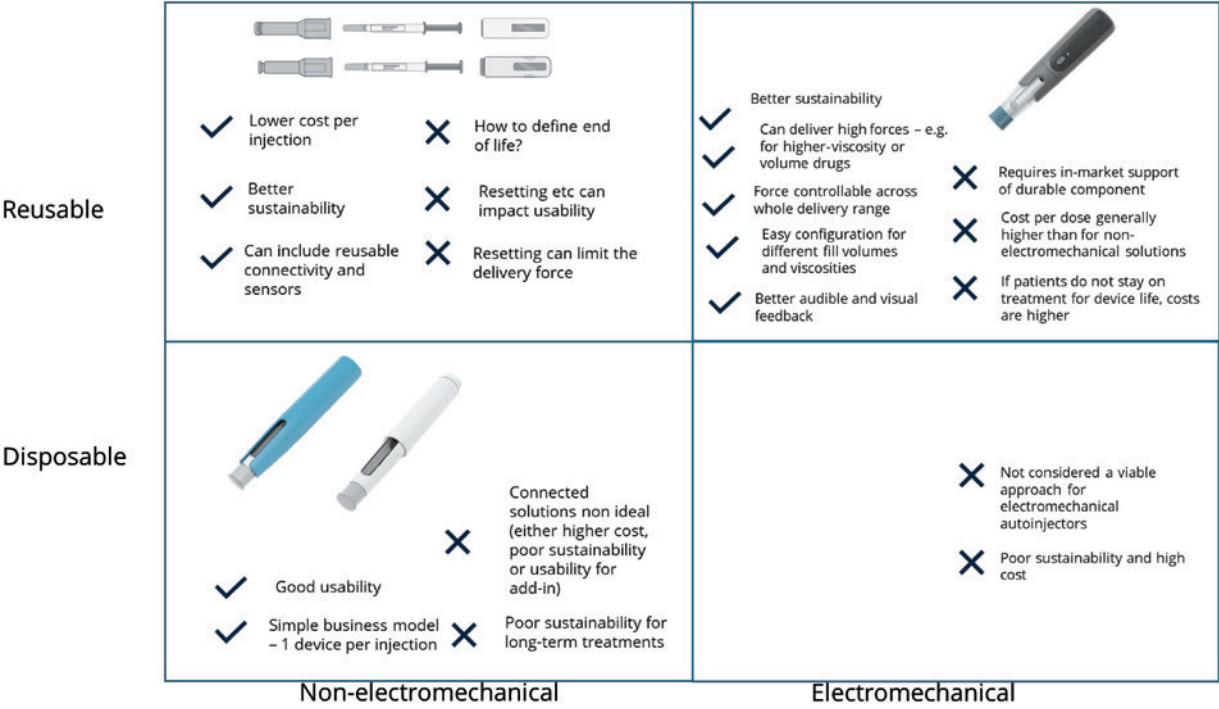 Reusable
Lower cost per
injection
Better
sustainability
Can include reusable
connectivity and
sensors
How to define end
of life?
Resetting etc can
impact usability
Resetting can limit the
delivery force
Better sustainability
Can deliver high forces – e.g.
for higher-viscosity or
volume drugs
Force controllable across
whole delivery range
Easy configuration for
different fill volumes
and viscosities
Better audible and visual
feedback
Requires in-market support
of durable component
Cost per dose generally
higher than for non-
electromechanical solutions
If patients do not stay on
treatment for device life, costs
are higher
Disposable
Good usability
Simple business model
– 1 device per injection
Connected
solutions non ideal
(either higher cost,
poor sustainability
or usability for
add-in)
Poor sustainability for
long-term treatments
Not considered a viable
approach for
electromechanical
autoinjectors
Poor sustainability and high
cost
Non-electromechanical
Electromechanical